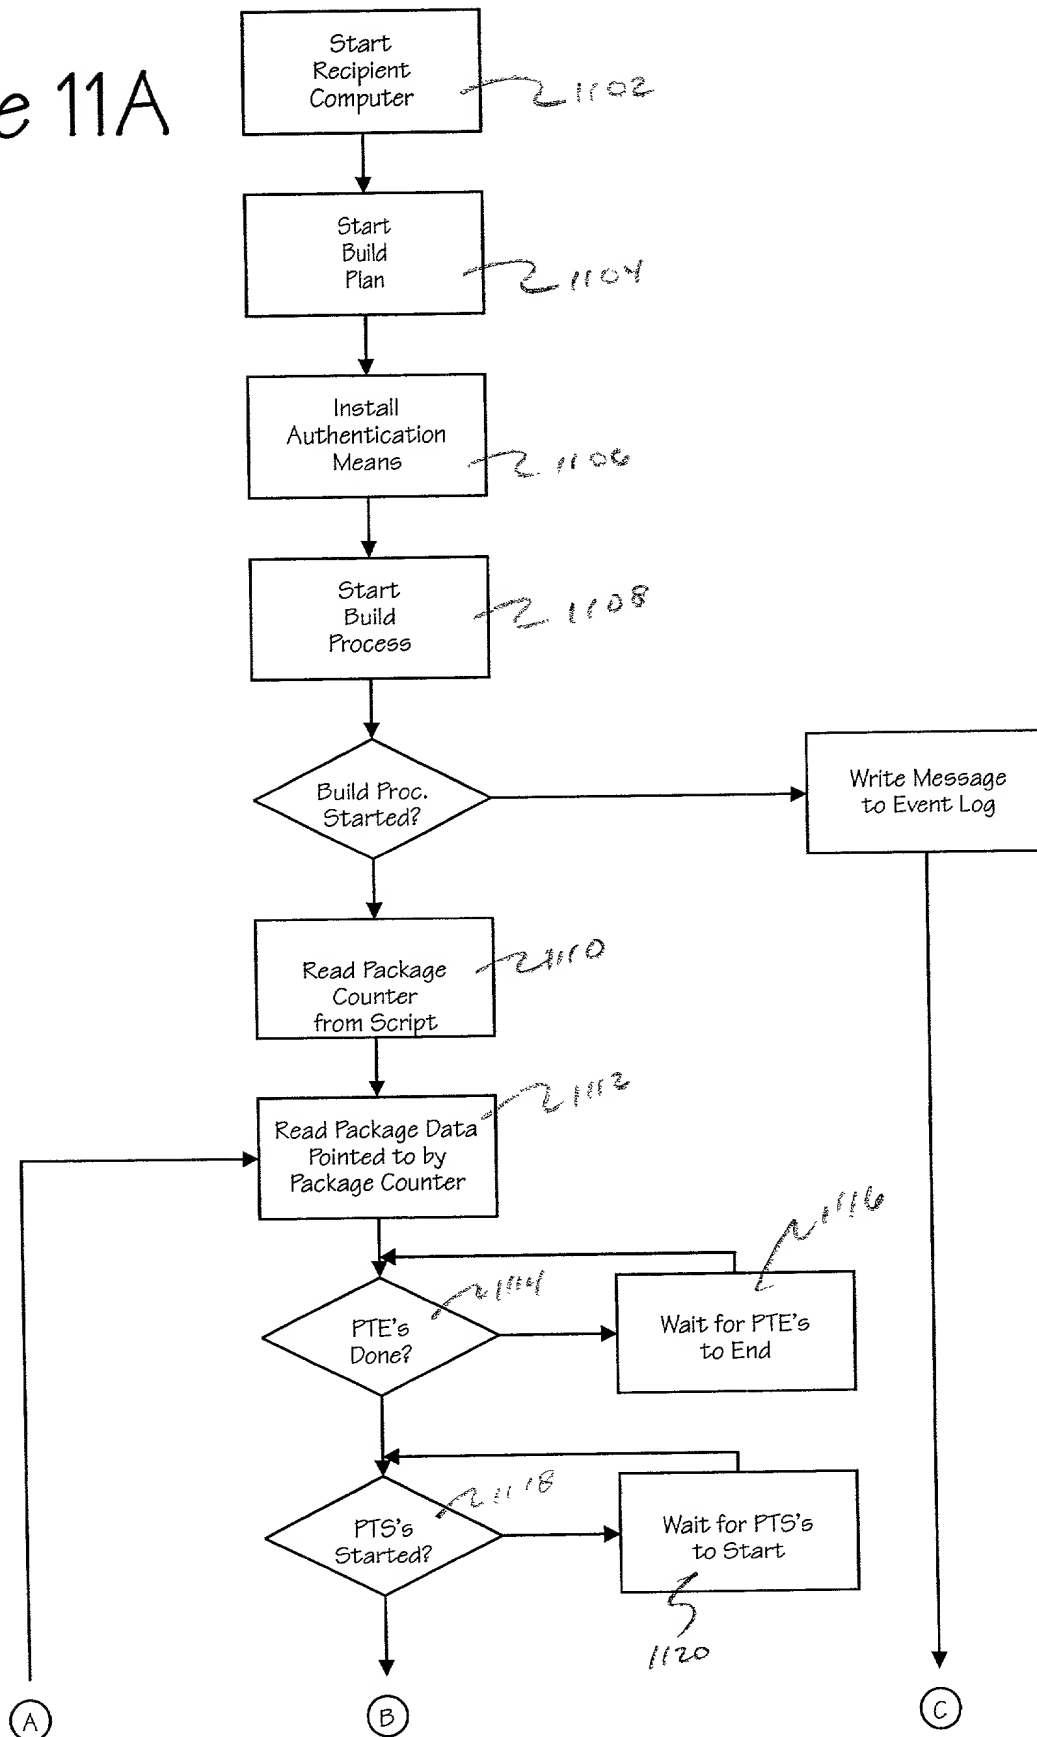 e 11A
Start
Recipient
Computer
1102
Start
Build
Plan
1104
Install
Authentication
Means
1106
Start
Build
Process
1108
Build Proc.
Started?
Write Message
to Event Log
Read Package
Counter
from Script
1110
Read Package Data
Pointed to by
Package Counter
1112
PTE's
Done?
1114
Wait for PTE's
to End
1116
PTS's
Started?
1118
Wait for PTS's
to Start
1120
A
B
C